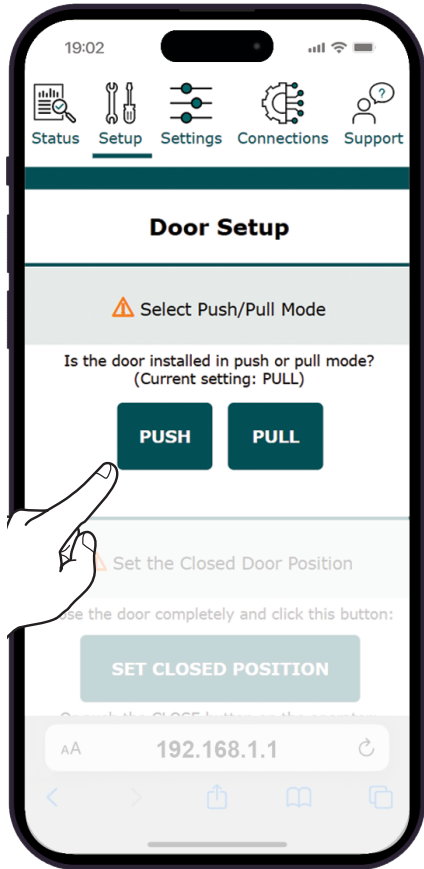 19:02
Status Setup Settings Connections Support
Door Setup
Select Push/Pull Mode
Is the door installed in push or pull mode?
(Current setting: PULL)
PUSH PULL
Set the Closed Door Position
the door completely and click this button:
SET CLOSED POSITION
AA 192.168.1.1